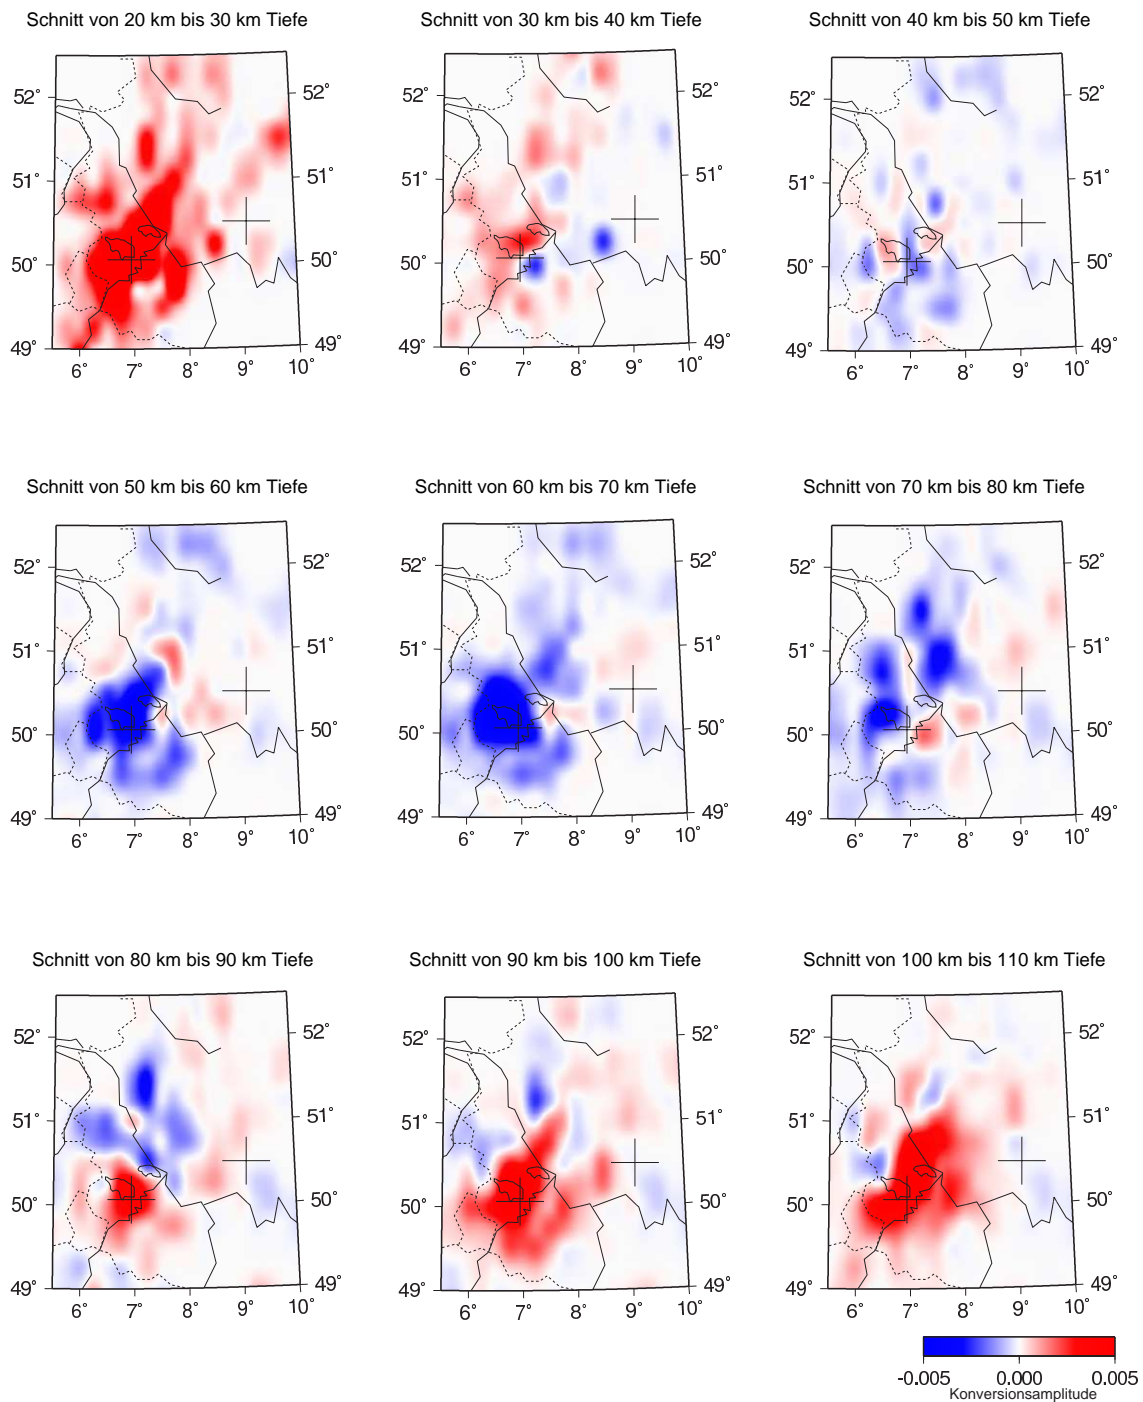 Schnitt von 20 km bis 30 km Tiefe
Schnitt von 30 km bis 40 km Tiefe
Schnitt von 40 km bis 50 km Tiefe
52° 52° 52° 52° 52° 52°
51° 51° 51° 51° 51° 51°
50° 50° 50° 50° 50° 50°
49° 49° 49° 49° 49° 49°
6° 7° 8° 9° 10° 6° 7° 8° 9° 10° 6° 7° 8° 9° 10°
Schnitt von 50 km bis 60 km Tiefe
Schnitt von 60 km bis 70 km Tiefe
Schnitt von 70 km bis 80 km Tiefe
52° 52° 52° 52° 52° 52°
51° 51° 51° 51° 51° 51°
50° 50° 50° 50° 50° 50°
49° 49° 49° 49° 49° 49°
6° 7° 8° 9° 10° 6° 7° 8° 9° 10° 6° 7° 8° 9° 10°
Schnitt von 80 km bis 90 km Tiefe
Schnitt von 90 km bis 100 km Tiefe
Schnitt von 100 km bis 110 km Tiefe
52° 52° 52° 52° 52° 52°
51° 51° 51° 51° 51° 51°
50° 50° 50° 50° 50° 50°
49° 49° 49° 49° 49° 49°
6° 7° 8° 9° 10° 6° 7° 8° 9° 10° 6° 7° 8° 9° 10°
-0.005 0.000 0.005
Konversionsamplitude